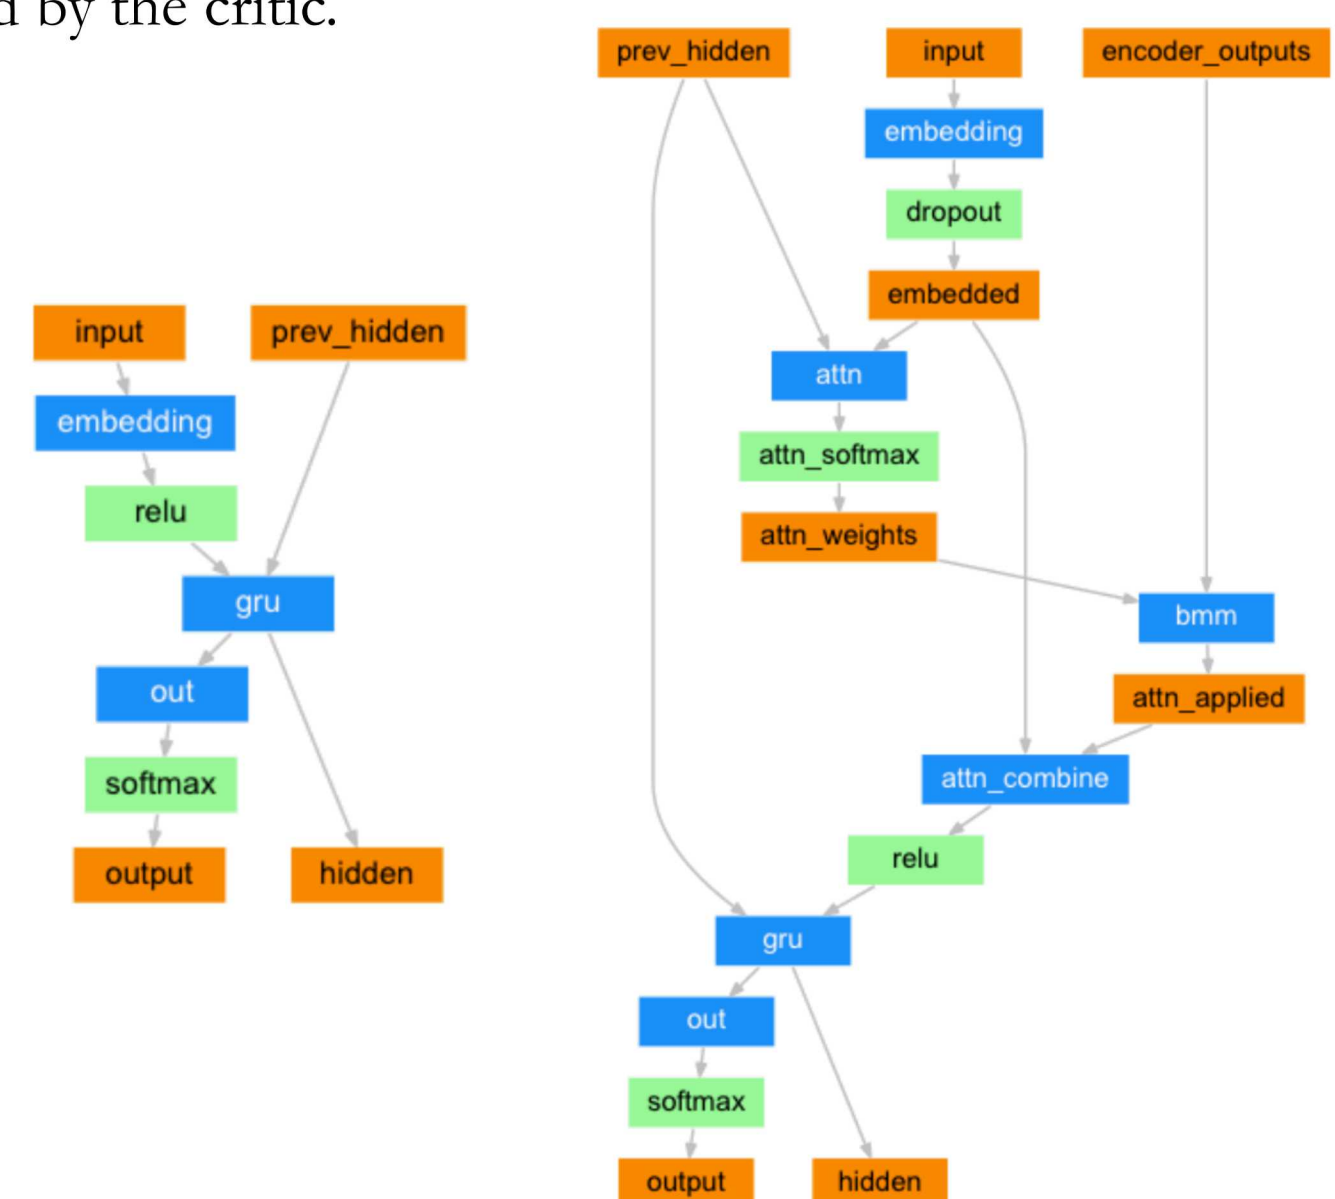 d by the critic.
input
prev_hidden
embedding
relu
gru
out
softmax
output
hidden
prev_hidden
input
encoder_outputs
embedding
dropout
embedded
attn
attn_softmax
attn_weights
bmm
attn_applied
attn_combine
relu
gru
out
softmax
output
hidden